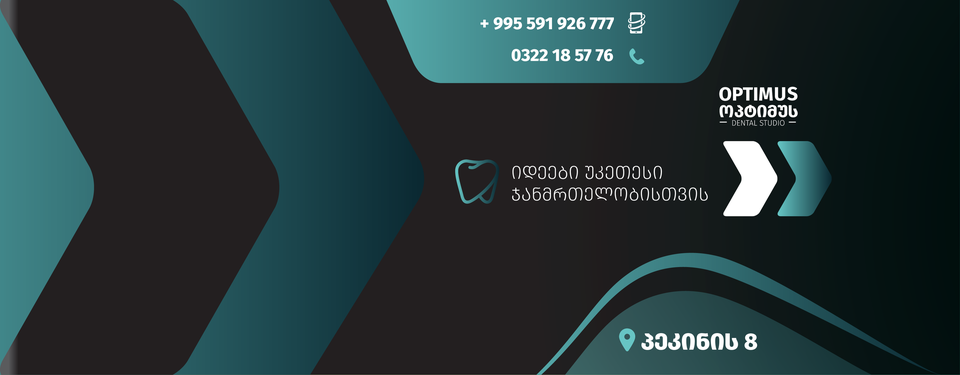 + 995 591 926 777
0322 18 57 76
OPTIMUS
ოპტიმუს
DENTAL STUDIO
იდეები უკეთესი
ჯანმრთელობისთვის
პეკინის 8